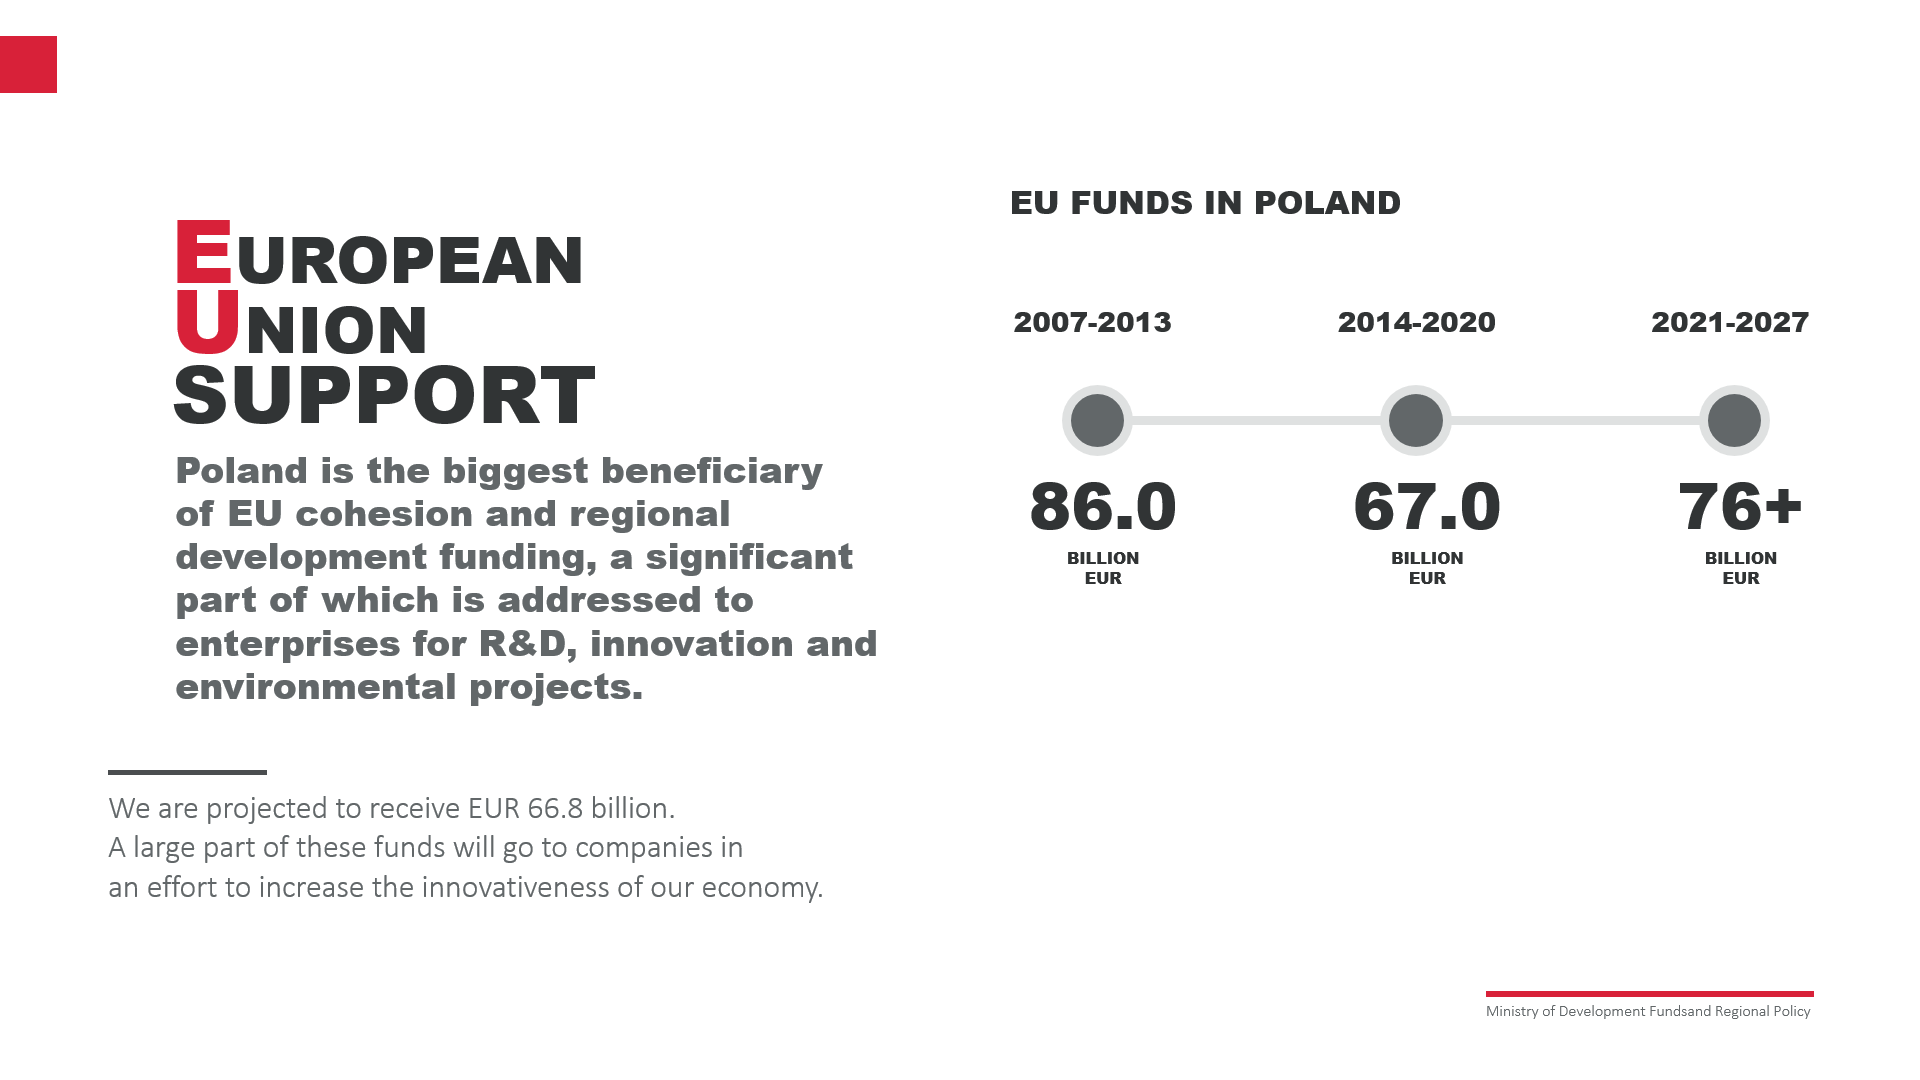 EUROPEAN
UNION
SUPPORT
Poland is the biggest beneficiary
of EU cohesion and regional
development funding, a significant
part of which is addressed to
enterprises for R&D, innovation and
environmental projects.
We are projected to receive EUR 66.8 billion.
A large part of these funds will go to companies in
an effort to increase the innovativeness of our economy.
EU FUNDS IN POLAND
2007-2013
2014-2020
2021-2027
86.0
BILLION
EUR
67.0
BILLION
EUR
76+
BILLION
EUR
Ministry of Development Fundsand Regional Policy